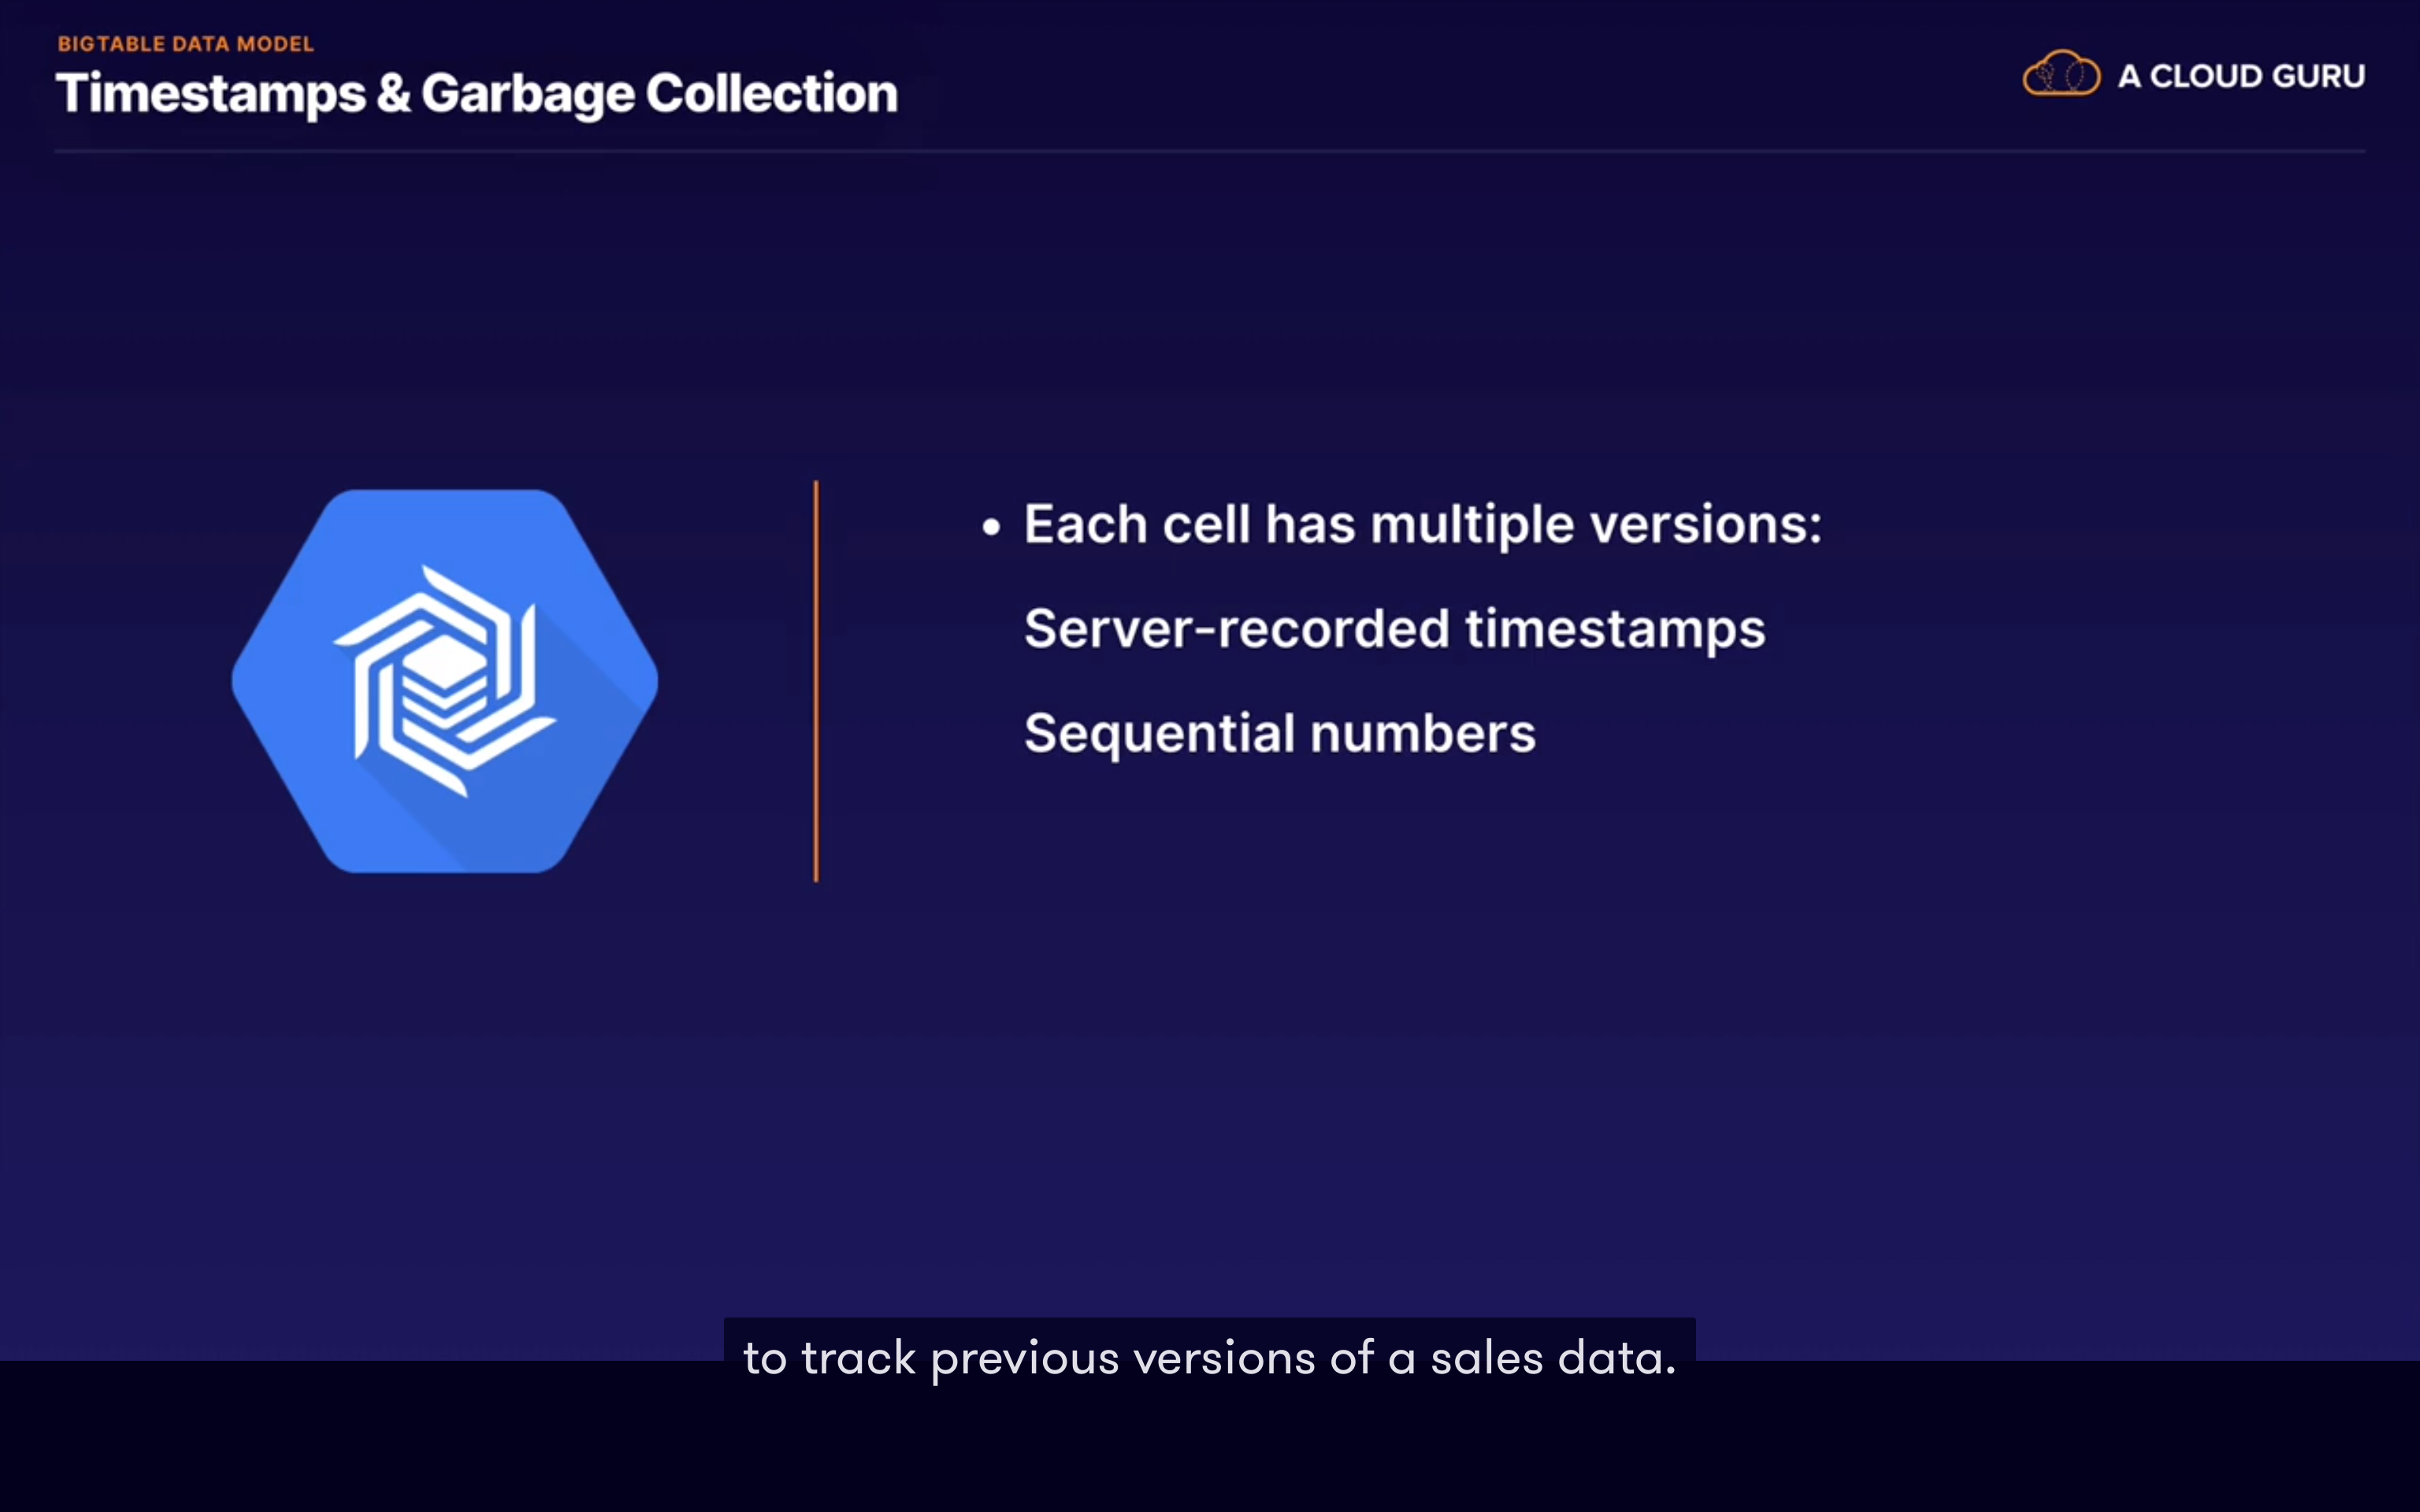 BIGTABLE DATA MODEL
Timestamps & Garbage Collection
A CLOUD GURU
• Each cell has multiple versions:
Server-recorded timestamps
Sequential numbers
to track previous versions of a sales data.